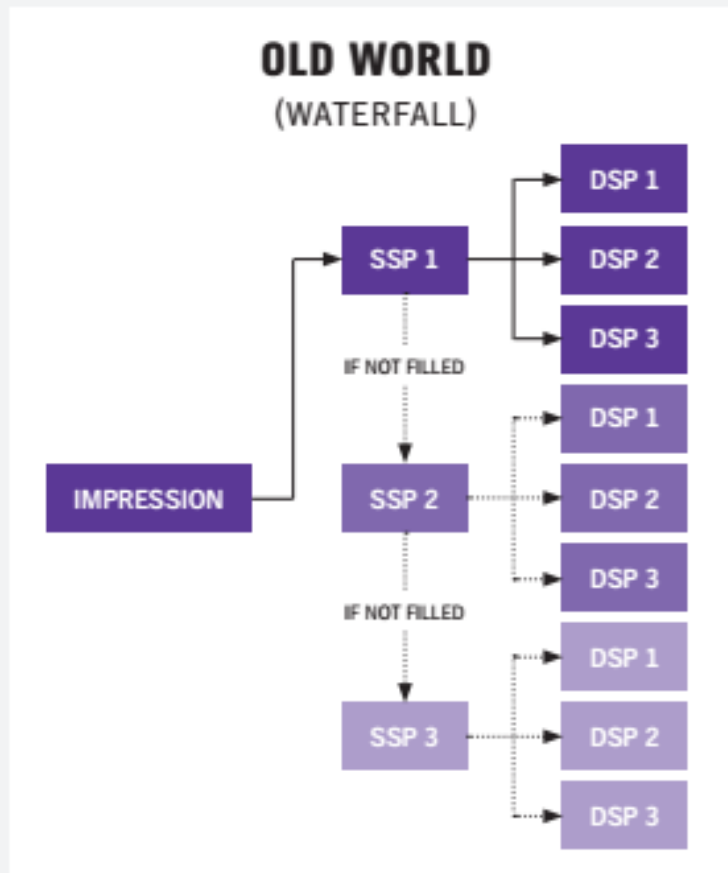 OLD WORLD
(WATERFALL)
DSP 1
SSP 1
DSP 2
DSP 3
IF NOT FILLED
DSP 1
IMPRESSION
SSP 2
DSP 2
DSP 3
IF NOT FILLED
DSP 1
SSP 3
DSP 2
DSP 3